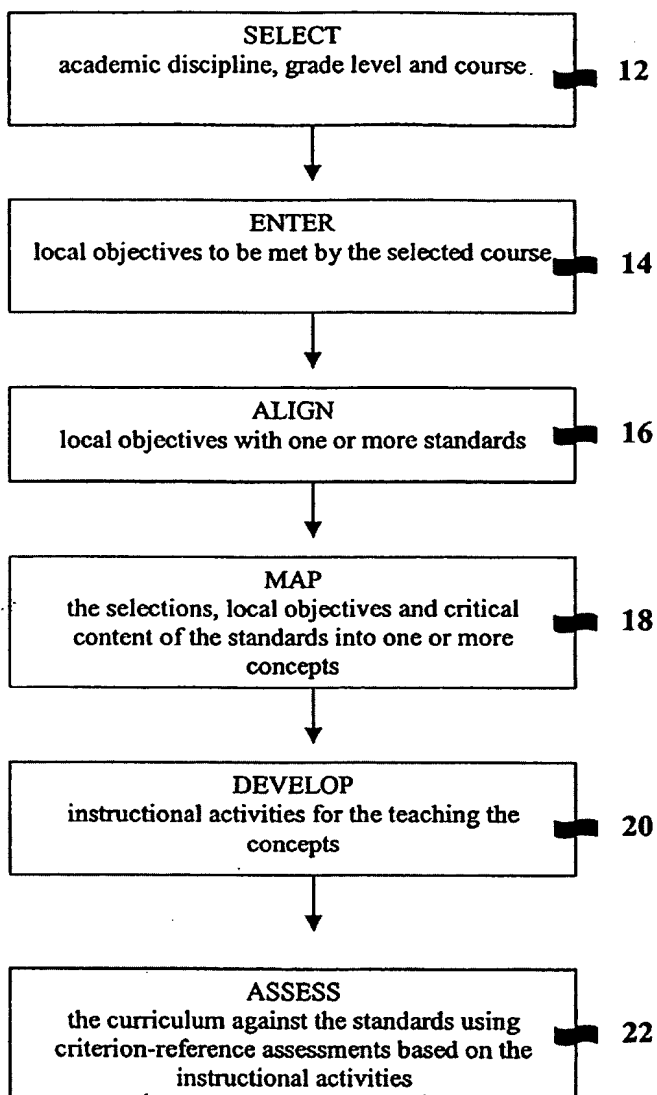 SELECT
academic discipline, grade level and course.
12
ENTER
local objectives to be met by the selected course
14
ALIGN
local objectives with one or more standards
16
MAP
the selections, local objectives and critical
content of the standards into one or more
concepts
18
DEVELOP
instructional activities for the teaching the
concepts
20
ASSESS
the curriculum against the standards using
criterion-reference assessments based on the
instructional activities
22